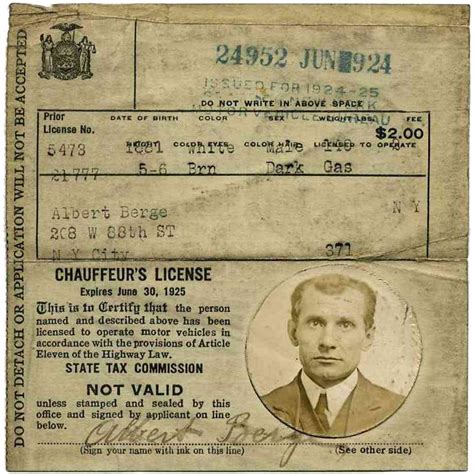 24952 JUN 924
ISSUED FOR 1924-25
DO NOT WRITE IN ABOVE SPACE
Prior License No.
DATE OF BIRTH COLOR SEX WEIGHT LBS. FEE
$2.00
5473 1881 White Male
HEIGHT COLOR EYES COLOR HAIR LICENSED TO OPERATE
21777 5-6 Brn Dark Gas
Albert Berge N Y
208 W 88th ST
N Y City 371
CHAUFFEUR'S LICENSE
Expires June 30, 1925
This is to Certify that the person
named and described above has been
licensed to operate motor vehicles in
accordance with the provisions of Article
Eleven of the Highway Law.
STATE TAX COMMISSION
NOT VALID
unless stamped and sealed by this
office and signed by applicant on line
below.
Albert Berge
(Sign your name with ink on this line)
(See other side)
DO NOT DETACH OR APPLICATION WILL NOT BE ACCEPTED